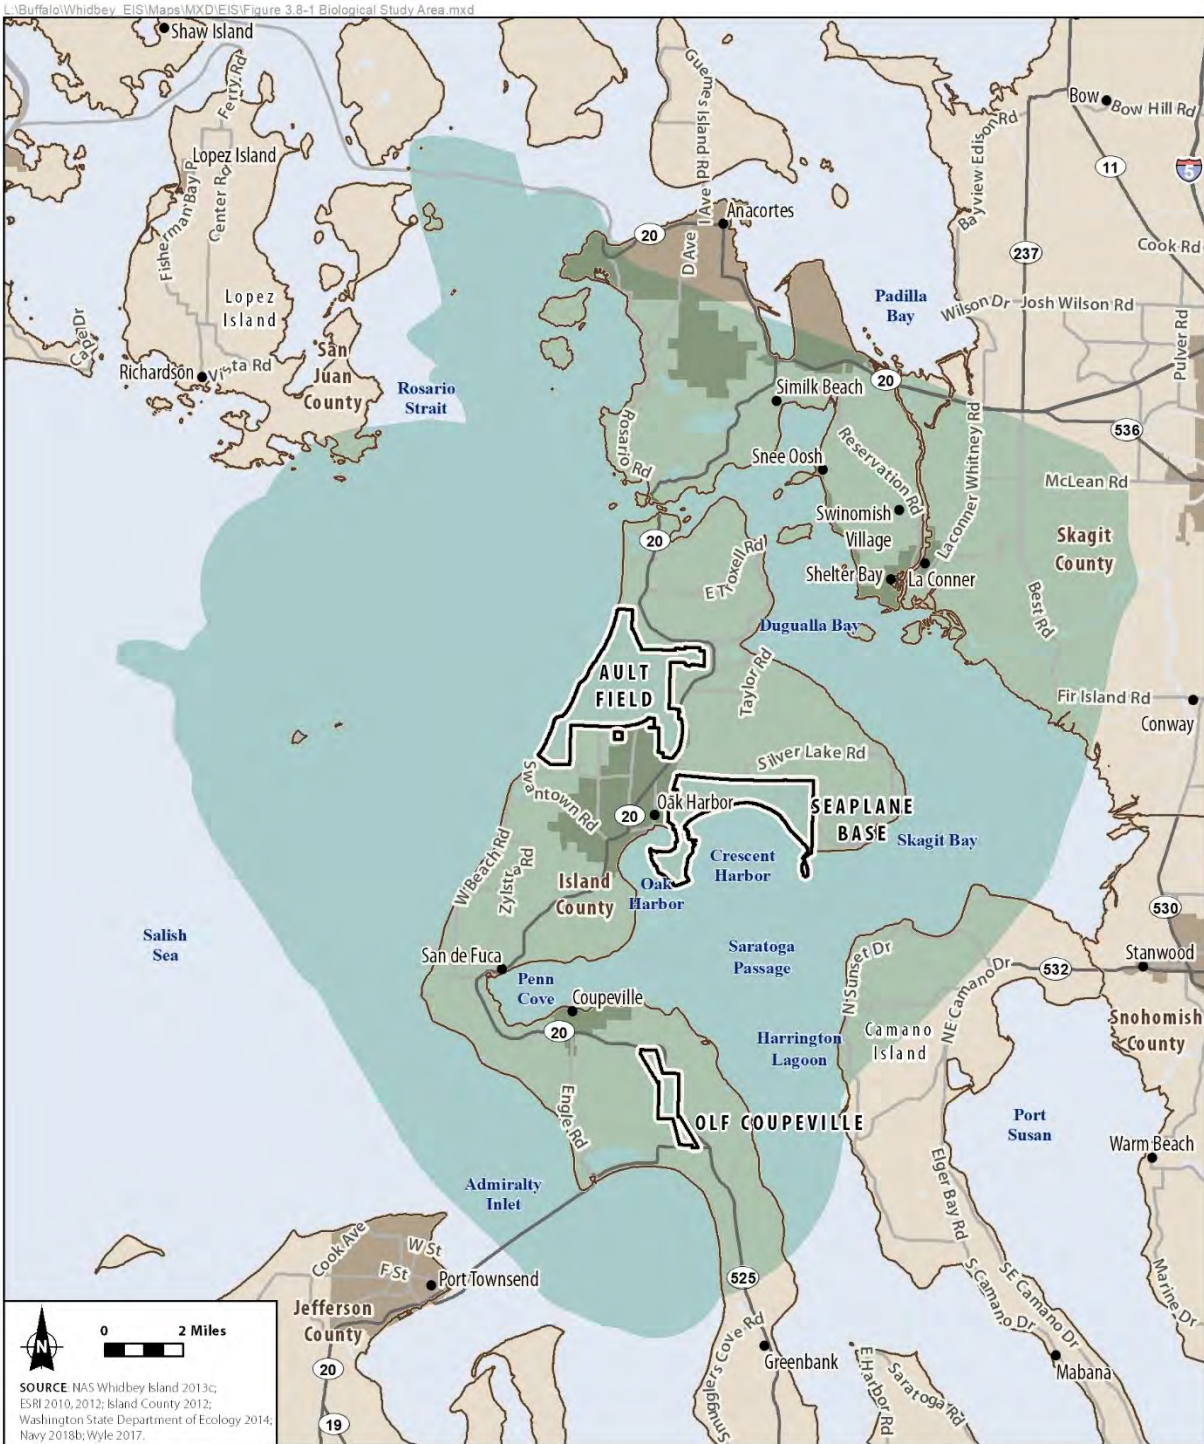 L:\Buffalo\Whidbey_EIS\Maps\MXD\EIS\Figure 3.8-1 Biological Study Area.mxd
Shaw Island
Ferry Rd
Guemes Island Rd
Bow
Bow Hill Rd
Lopez Island
Bayview Edison Rd
11
5
Fisherman Bay R
Center Rd
D Ave
I Ave
Anacortes
20
237
Cook Rd
Lopez
Island
Padilla
Bay
Wilson Dr
Josh Wilson Rd
Cape Dr
Richardson
Vista Rd
San
Juan
County
Rosario
Strait
Pulver Rd
20
Similk Beach
536
Rosario Rd
Snee Oosh
Reservation Rd
Laconner Whitney Rd
McLean Rd
Swinomish
Village
20
Skagit
County
E Troxell Rd
Shelter Bay
La Conner
Best Rd
Dugualla Bay
AULT
FIELD
Taylor Rd
Fir Island Rd
Conway
Silver Lake Rd
Swantown Rd
Oak Harbor
20
SEAPLANE
BASE
Skagit Bay
W Beach Rd
Zylstra Rd
Crescent
Harbor
Island
County
Oak
Harbor
530
Salish
Sea
San de Fuca
Saratoga
Passage
N Sunset Dr
NE Camano Dr
532
Stanwood
Penn
Cove
Coupeville
20
Harrington
Lagoon
Camano
Island
Snohomish
County
Engle Rd
OLF COUPEVILLE
Port
Susan
Warm Beach
Admiralty
Inlet
Elger Bay Rd
Cook Ave
W St
F St
Port Townsend
525
S Camano Dr
SE Camano Dr
Marine Dr
Jefferson
County
Smugglers Cove Rd
Greenbank
E Harbor Rd
Saratoga Rd
Mabana
20
19
N
0 2 Miles
SOURCE: NAS Whidbey Island 2013c;
ESRI 2010, 2012; Island County 2012;
Washington State Department of Ecology 2014;
Navy 2018b; Wyle 2017.